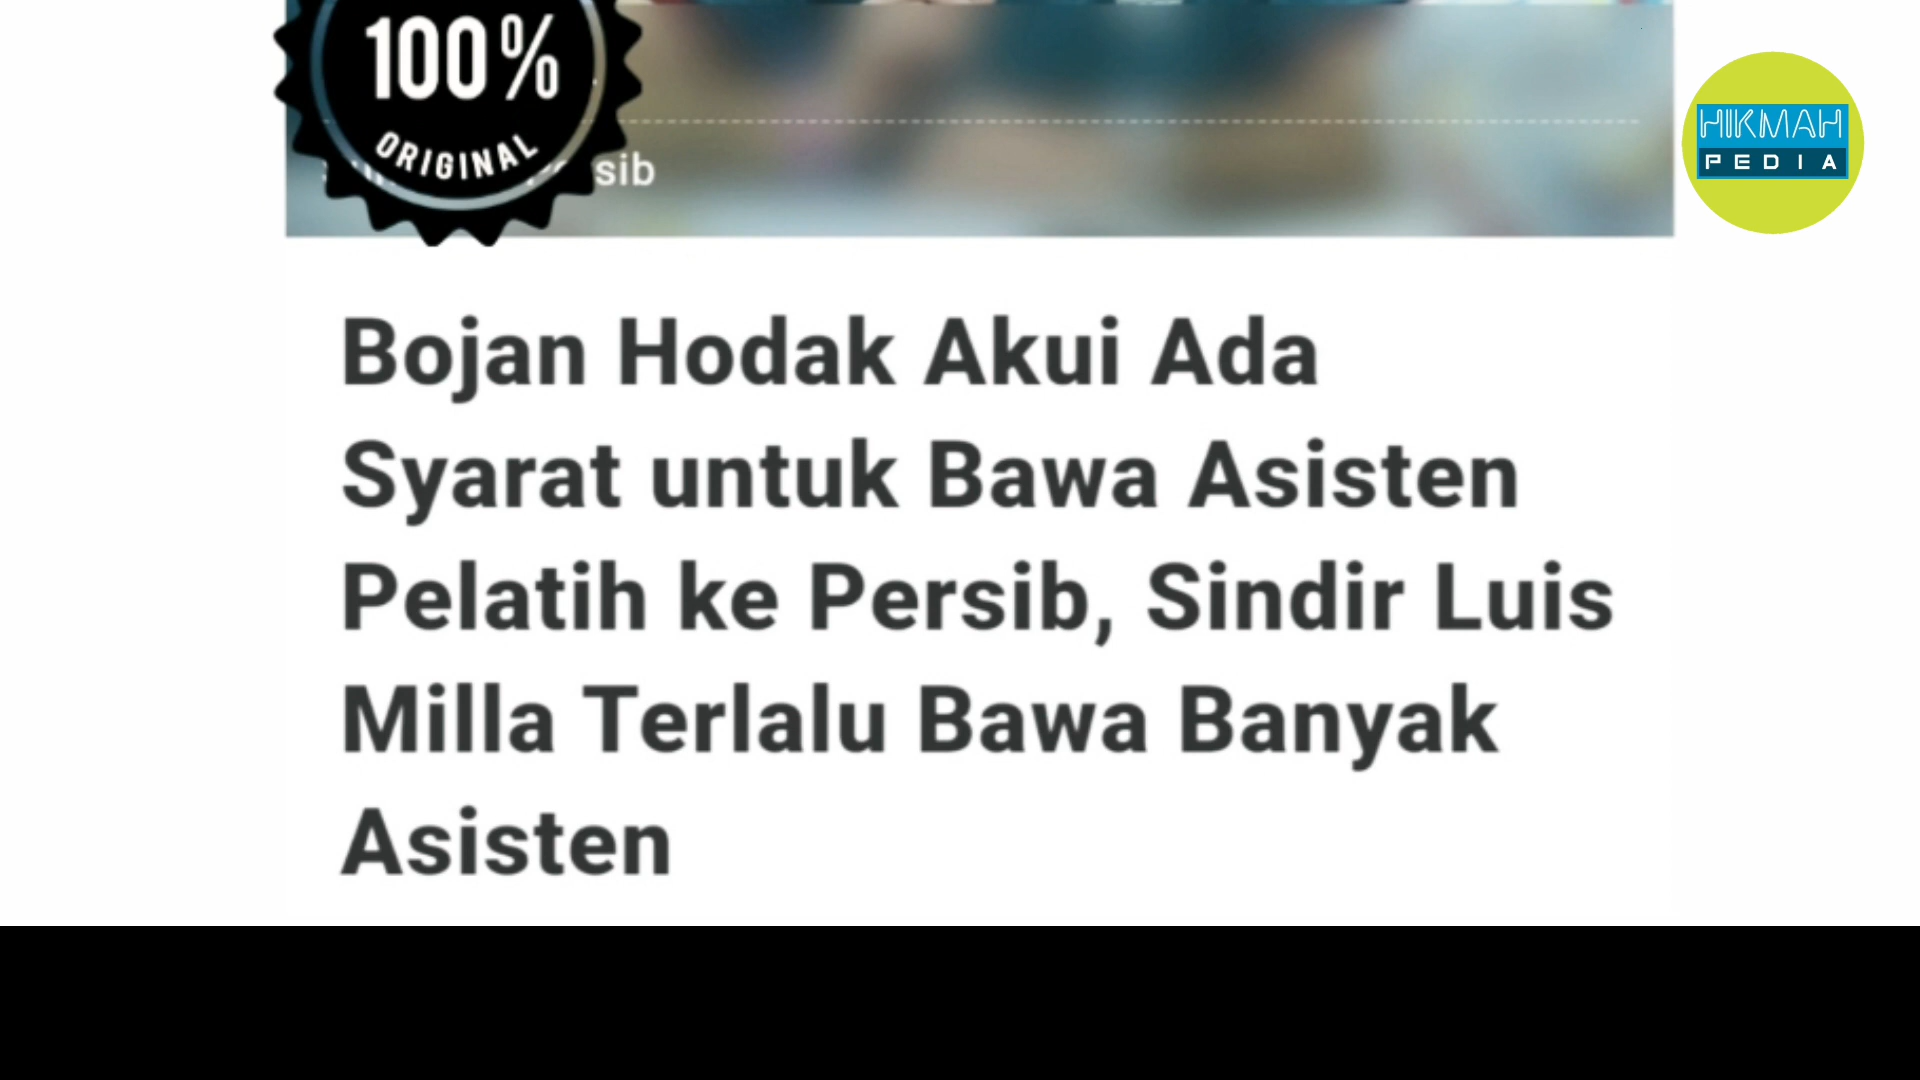 100%
ORIGINAL
sib
HIKMAH
PEDIA
Bojan Hodak Akui Ada
Syarat untuk Bawa Asisten
Pelatih ke Persib, Sindir Luis
Milla Terlalu Bawa Banyak
Asisten